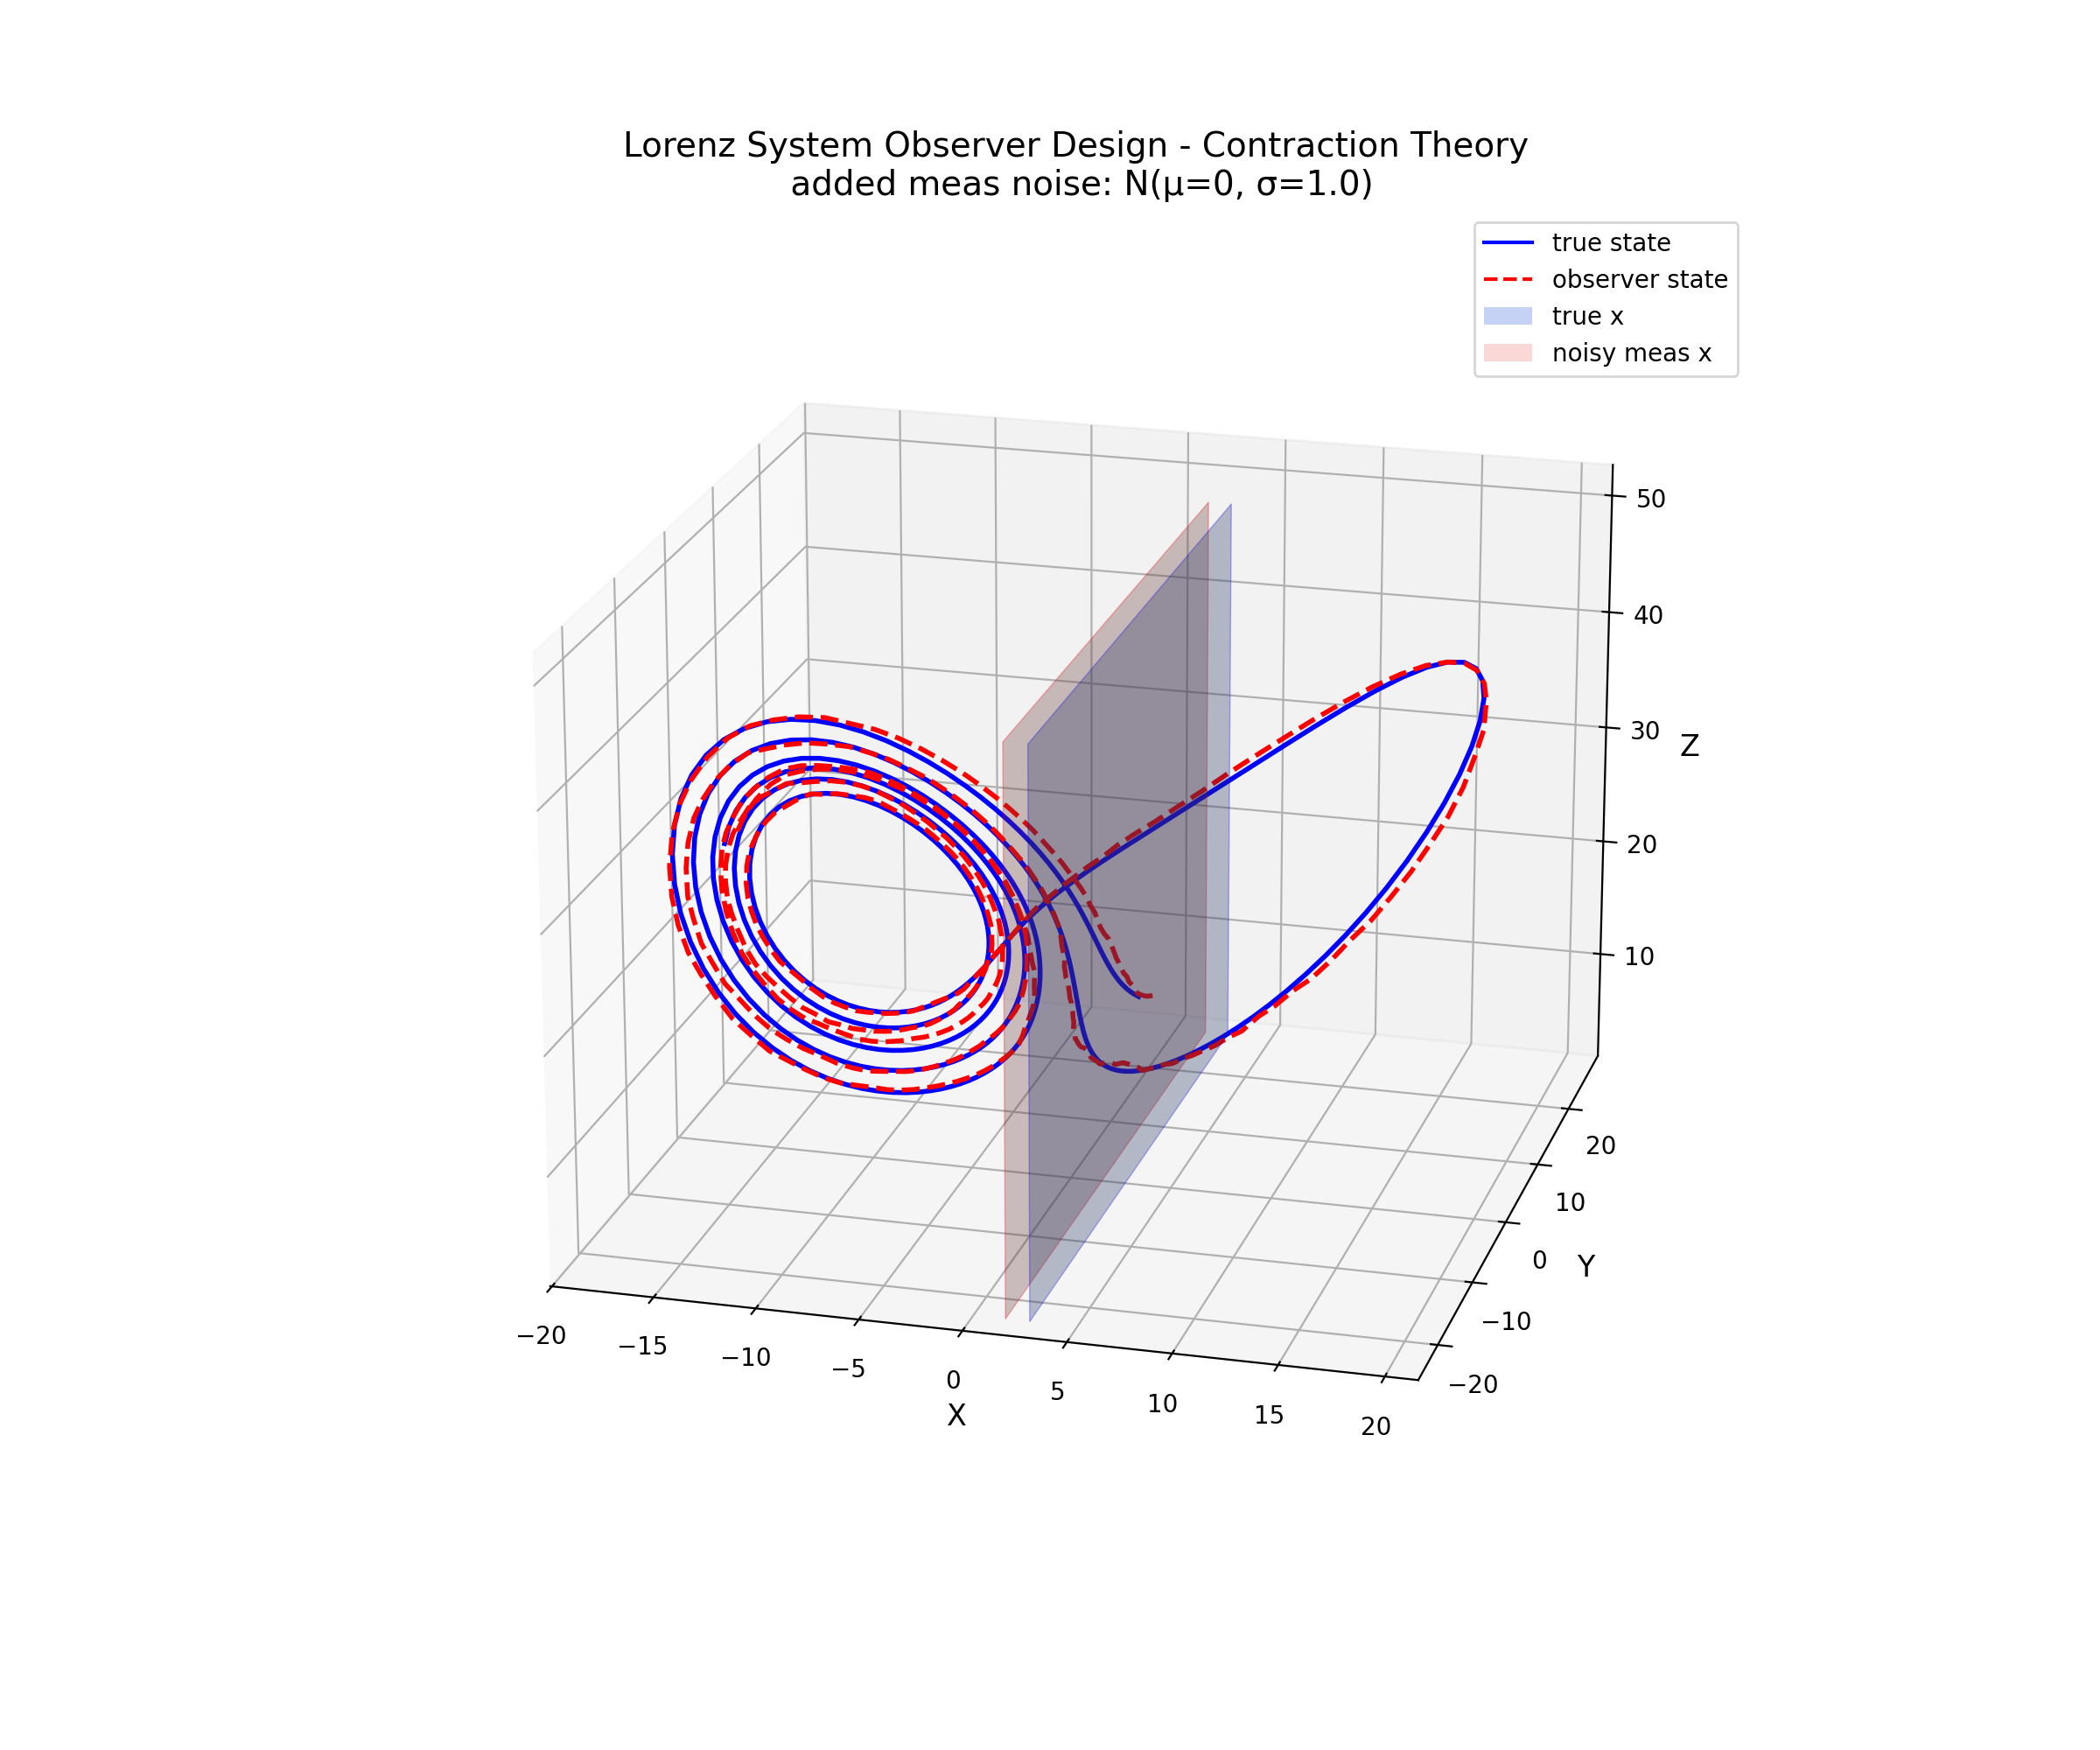 Lorenz System Observer Design - Contraction Theory
added meas noise: N(μ=0, σ=1.0)
true state
observer state
true x
noisy meas x
50
40
30
20
10
Z
20
10
0
−10
−20
Y
−20
−15
−10
−5
0
5
10
15
20
X